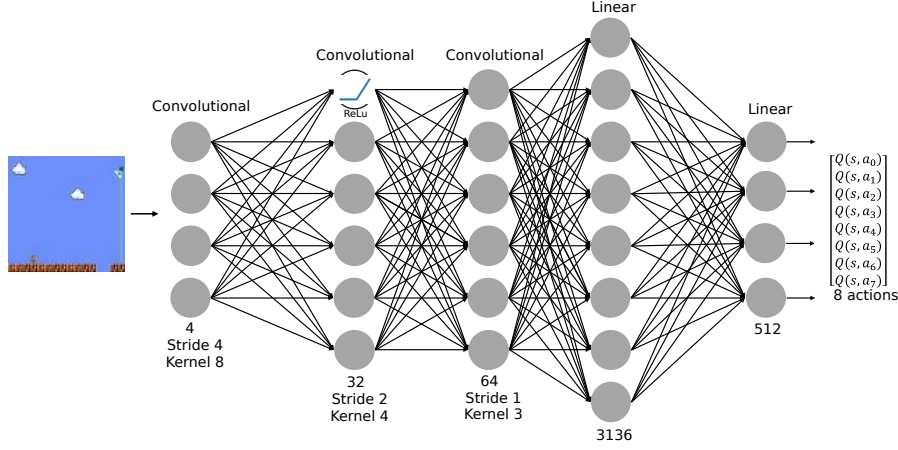 Convolutional
4
Stride 4
Kernel 8
Convolutional
ReLu
32
Stride 2
Kernel 4
Convolutional
64
Stride 1
Kernel 3
Linear
3136
Linear
512
Q(s, a₀)
Q(s, a₁)
Q(s, a₂)
Q(s, a₃)
Q(s, a₄)
Q(s, a₅)
Q(s, a₆)
Q(s, a₇)
8 actions